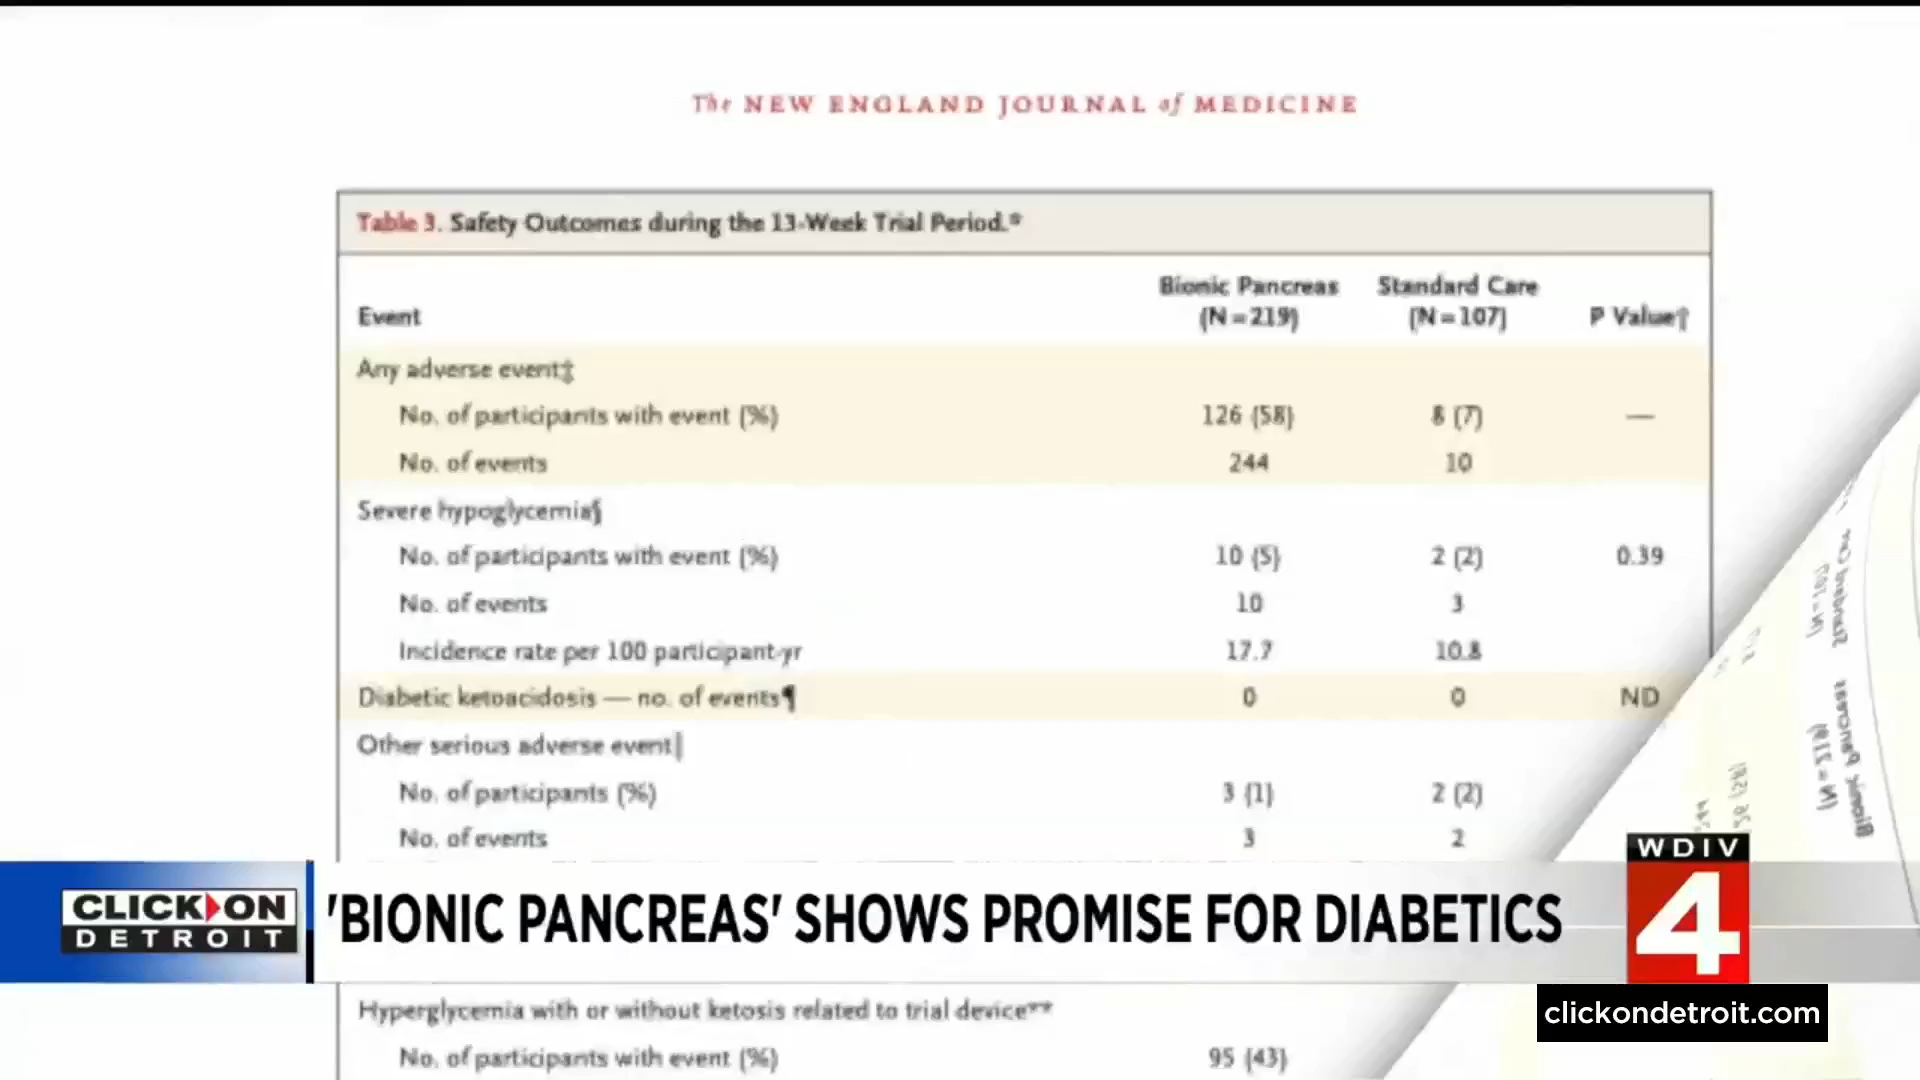 The NEW ENGLAND JOURNAL of MEDICINE
Table 3. Safety Outcomes during the 13-Week Trial Period.*
Event Bionic Pancreas (N=219) Standard Care (N=107) P Value†
Any adverse event‡
No. of participants with event (%) 126 (58) 8 (7) —
No. of events 244 10
Severe hypoglycemia§
No. of participants with event (%) 10 (5) 2 (2) 0.39
No. of events 10 3
Incidence rate per 100 participant-yr 17.7 10.8
Diabetic ketoacidosis — no. of events¶ 0 0 ND
Other serious adverse event‖
No. of participants (%) 3 (1) 2 (2)
No. of events 3 2
CLICK ON
DETROIT
'BIONIC PANCREAS' SHOWS PROMISE FOR DIABETICS
WDIV
4
Hyperglycemia with or without ketosis related to trial device**
clickondetroit.com
No. of participants with event (%) 95 (43)